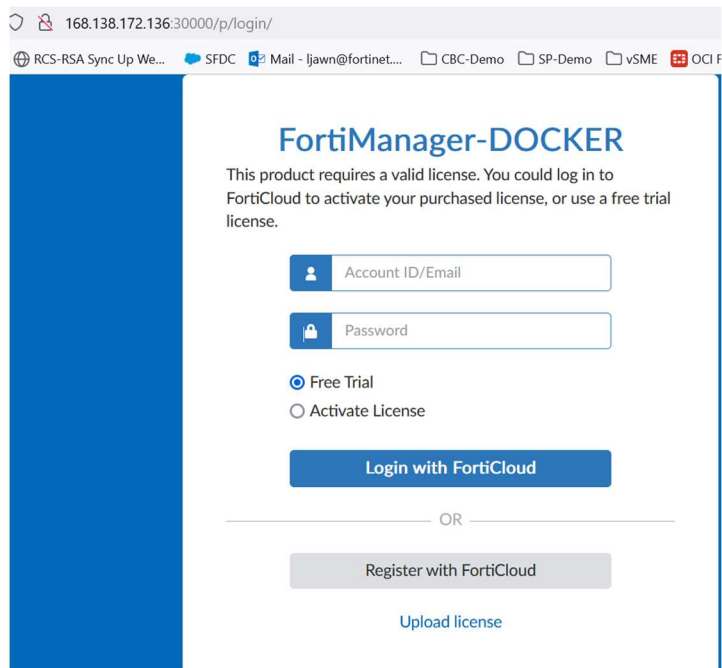 168.138.172.136:30000/p/login/
RCS-RSA Sync Up We... SFDC Mail - ljawn@fortinet.... CBC-Demo SP-Demo vSME OCI F
FortiManager-DOCKER
This product requires a valid license. You could log in to
FortiCloud to activate your purchased license, or use a free trial
license.
Account ID/Email
Password
Free Trial
Activate License
Login with FortiCloud
OR
Register with FortiCloud
Upload license